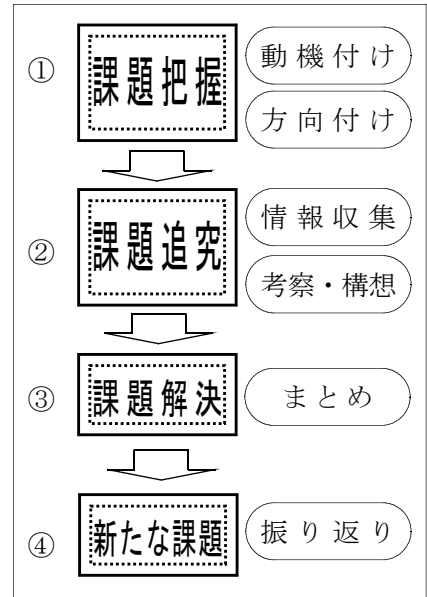 ①
課題把握
動機付け
方向付け
②
課題追究
情報収集
考察・構想
③
課題解決
まとめ
④
新たな課題
振り返り